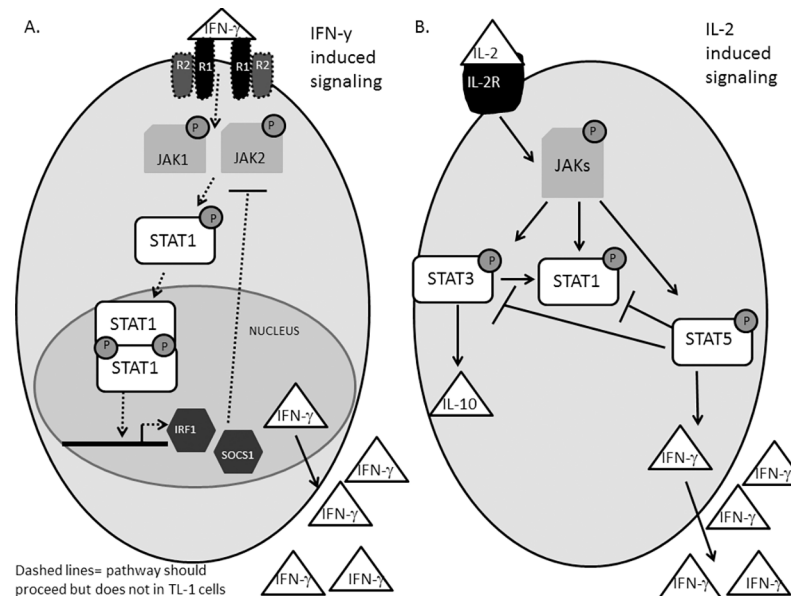 A.
IFN-γ
R2
R1
R1
R2
IFN-y
induced
signaling
P
P
JAK1
JAK2
P
STAT1
STAT1
P
P
STAT1
NUCLEUS
IRF1
SOCS1
IFN-γ
IFN-γ
IFN-γ
IFN-γ
IFN-γ
Dashed lines= pathway should
proceed but does not in TL-1 cells
B.
IL-2
IL-2R
IL-2
induced
signaling
P
JAKs
P
STAT3
P
STAT1
P
STAT5
IL-10
IFN-γ
IFN-γ
IFN-γ
IFN-γ
IFN-γ